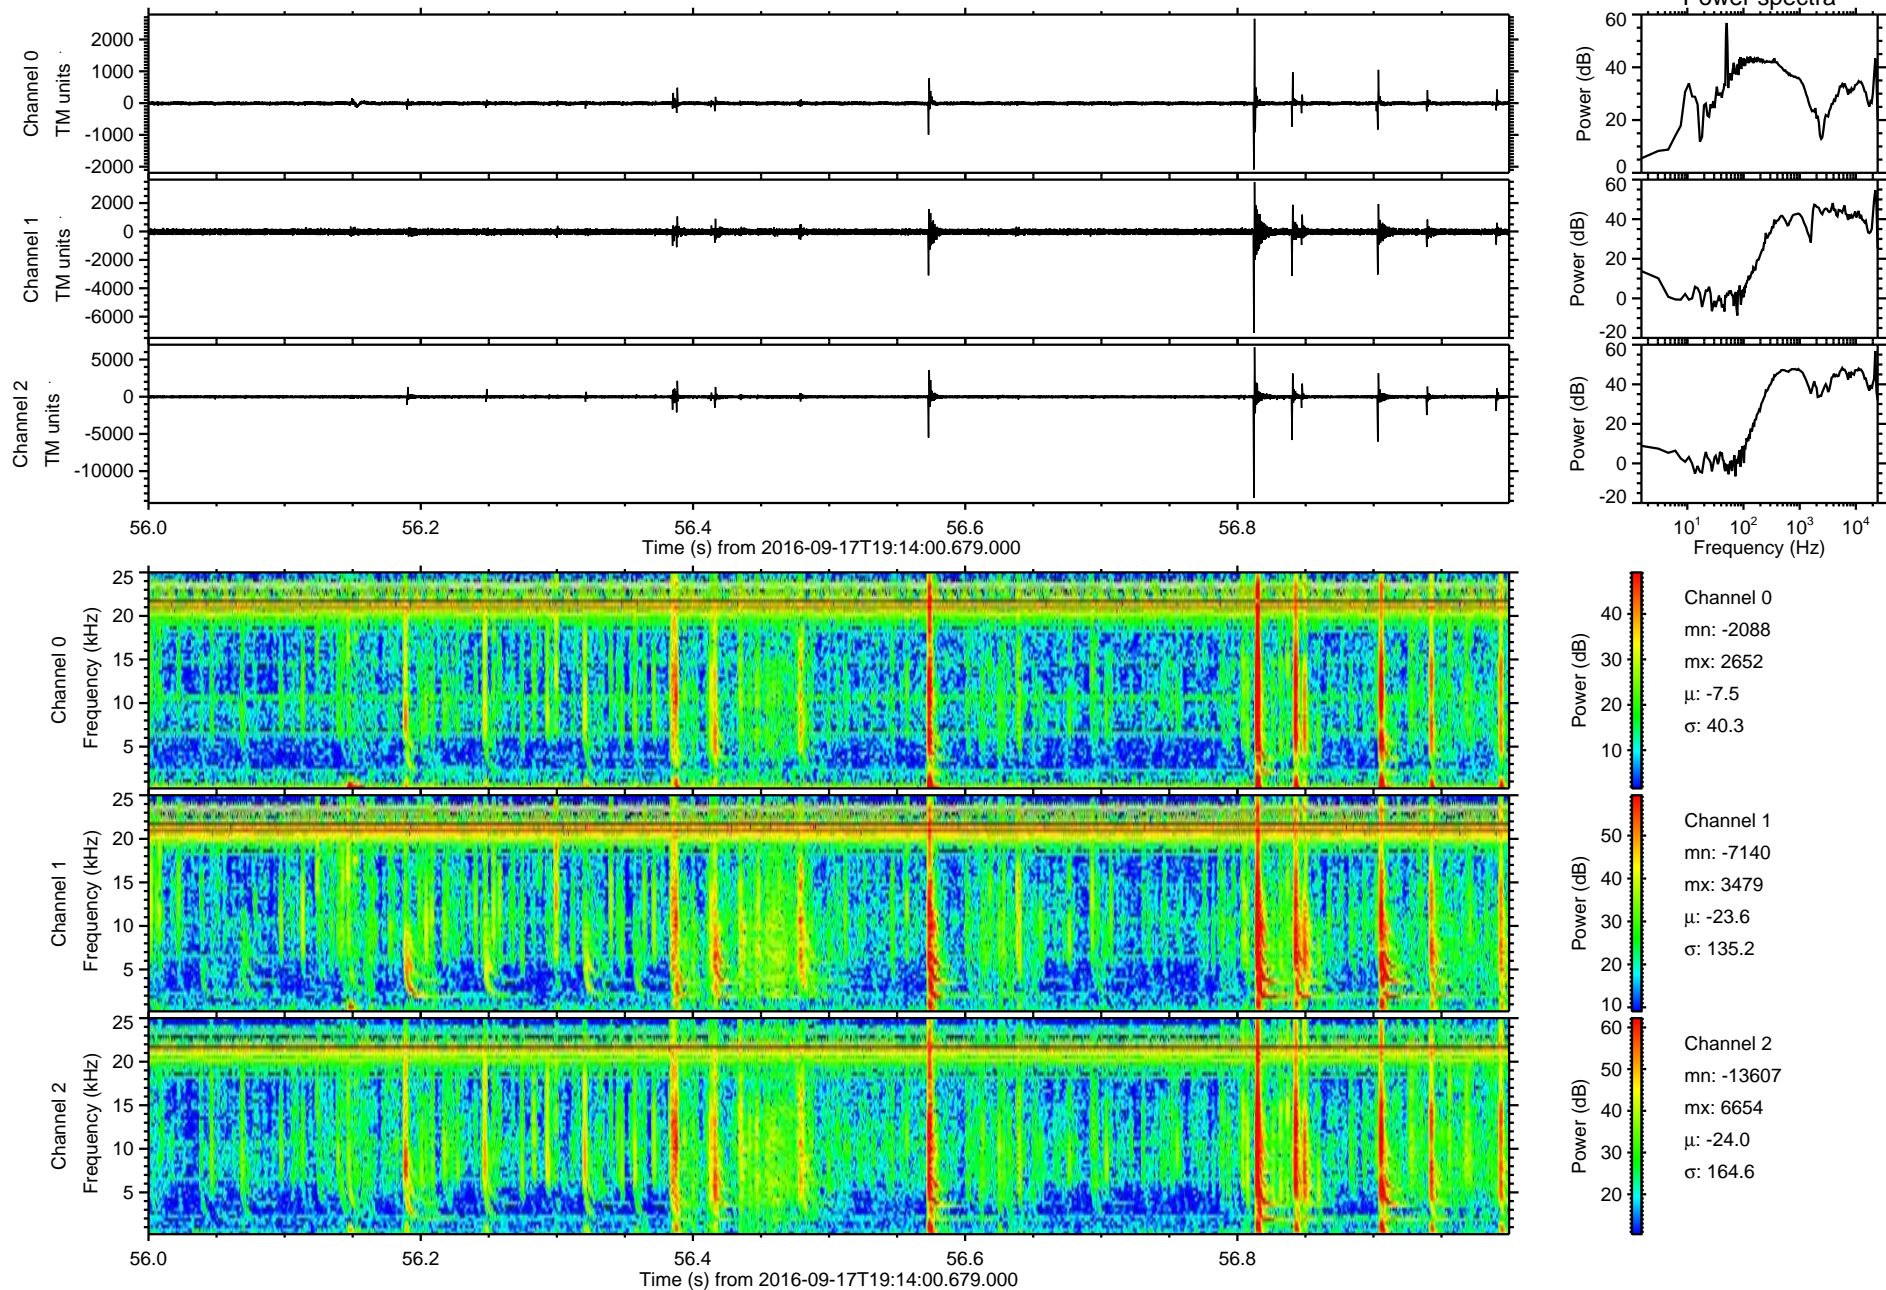 Power spectra
Channel 0
TM units
2000
1000
0
-1000
-2000
Power (dB)
60
40
20
0
Channel 1
TM units
2000
0
-2000
-4000
-6000
Power (dB)
60
40
20
0
-20
Channel 2
TM units
5000
0
-5000
-10000
Power (dB)
60
40
20
0
-20
56.0 56.2 56.4 56.6 56.8
Time (s) from 2016-09-17T19:14:00.679.000
10¹ 10² 10³ 10⁴
Frequency (Hz)
Channel 0
Frequency (kHz)
25
20
15
10
5
Power (dB)
40
30
20
10
Channel 0
mn: -2088
mx: 2652
μ: -7.5
σ: 40.3
Channel 1
Frequency (kHz)
25
20
15
10
5
Power (dB)
50
40
30
20
10
Channel 1
mn: -7140
mx: 3479
μ: -23.6
σ: 135.2
Channel 2
Frequency (kHz)
25
20
15
10
5
Power (dB)
60
50
40
30
20
Channel 2
mn: -13607
mx: 6654
μ: -24.0
σ: 164.6
56.0 56.2 56.4 56.6 56.8
Time (s) from 2016-09-17T19:14:00.679.000